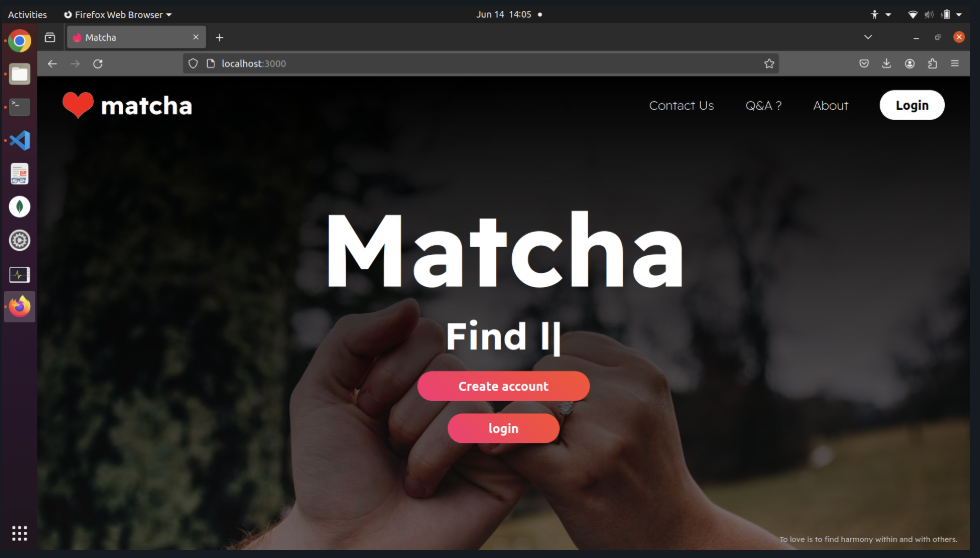 Activities Firefox Web Browser Jun 14 14:05
Matcha
localhost:3000
matcha Contact Us Q&A ? About Login
Matcha
Find l|
Create account
login
To love is to find harmony within and with others.